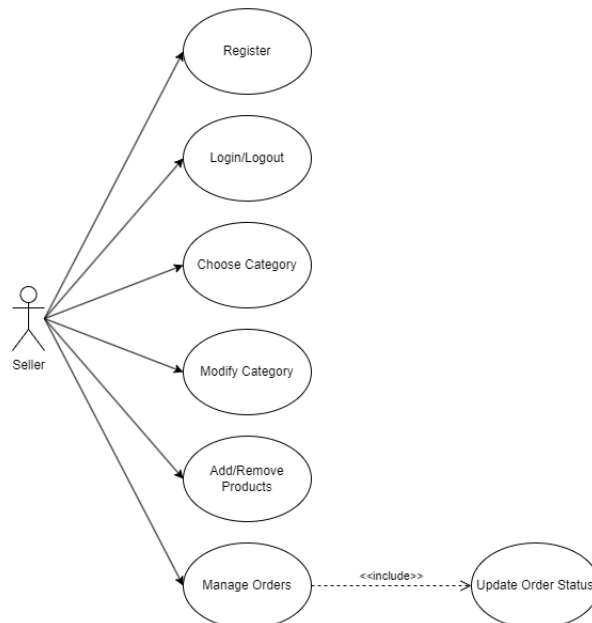 Register
Login/Logout
Choose Category
Seller
Modify Category
Add/Remove
Products
<<include>>
Manage Orders
Update Order Status